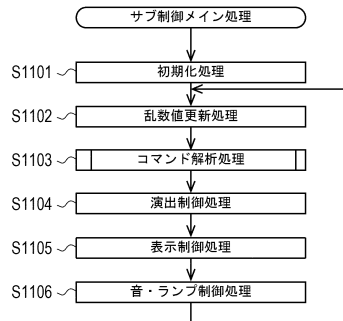 サブ制御メイン処理
S1101 初期化処理
S1102 乱数値更新処理
S1103 コマンド解析処理
S1104 演出制御処理
S1105 表示制御処理
S1106 音・ランプ制御処理